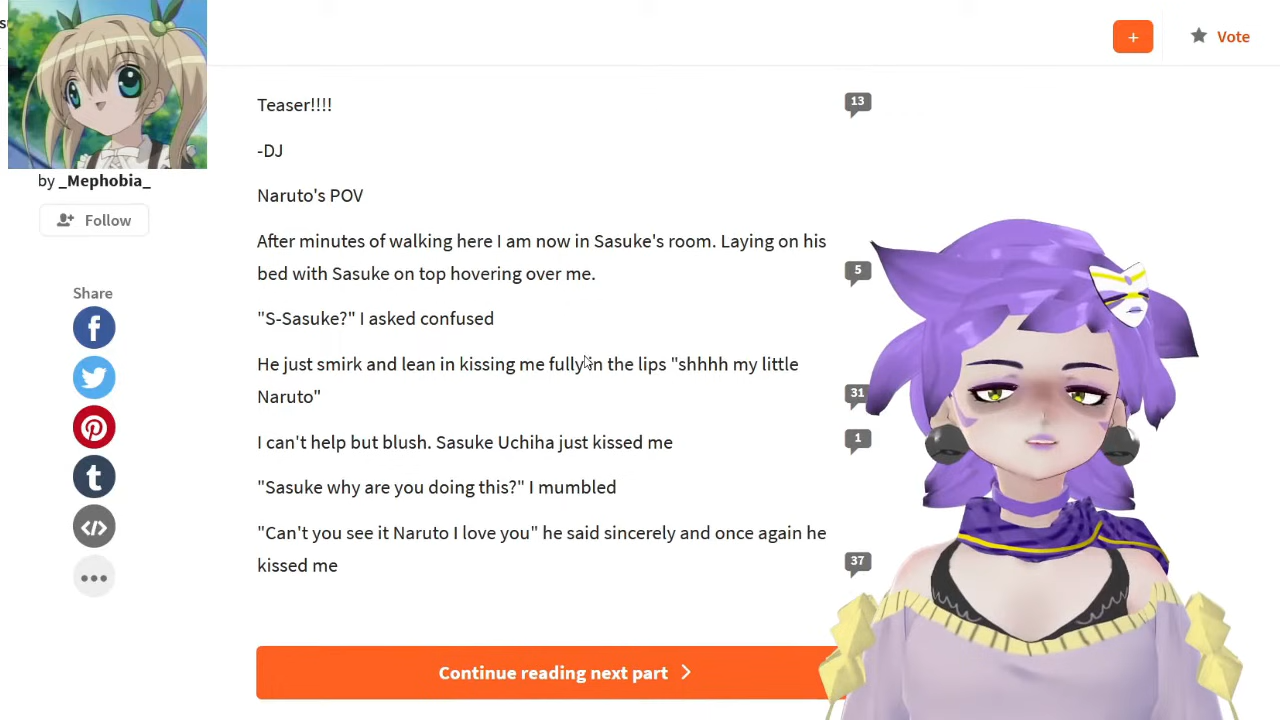 s
+
Vote
Teaser!!!!
13
-DJ
by _Mephobia_
Naruto's POV
Follow
After minutes of walking here I am now in Sasuke's room. Laying on his
bed with Sasuke on top hovering over me.
5
Share
"S-Sasuke?" I asked confused
He just smirk and lean in kissing me fully in the lips "shhhh my little
Naruto"
31
I can't help but blush. Sasuke Uchiha just kissed me
1
"Sasuke why are you doing this?" I mumbled
"Can't you see it Naruto I love you" he said sincerely and once again he
kissed me
37
Continue reading next part